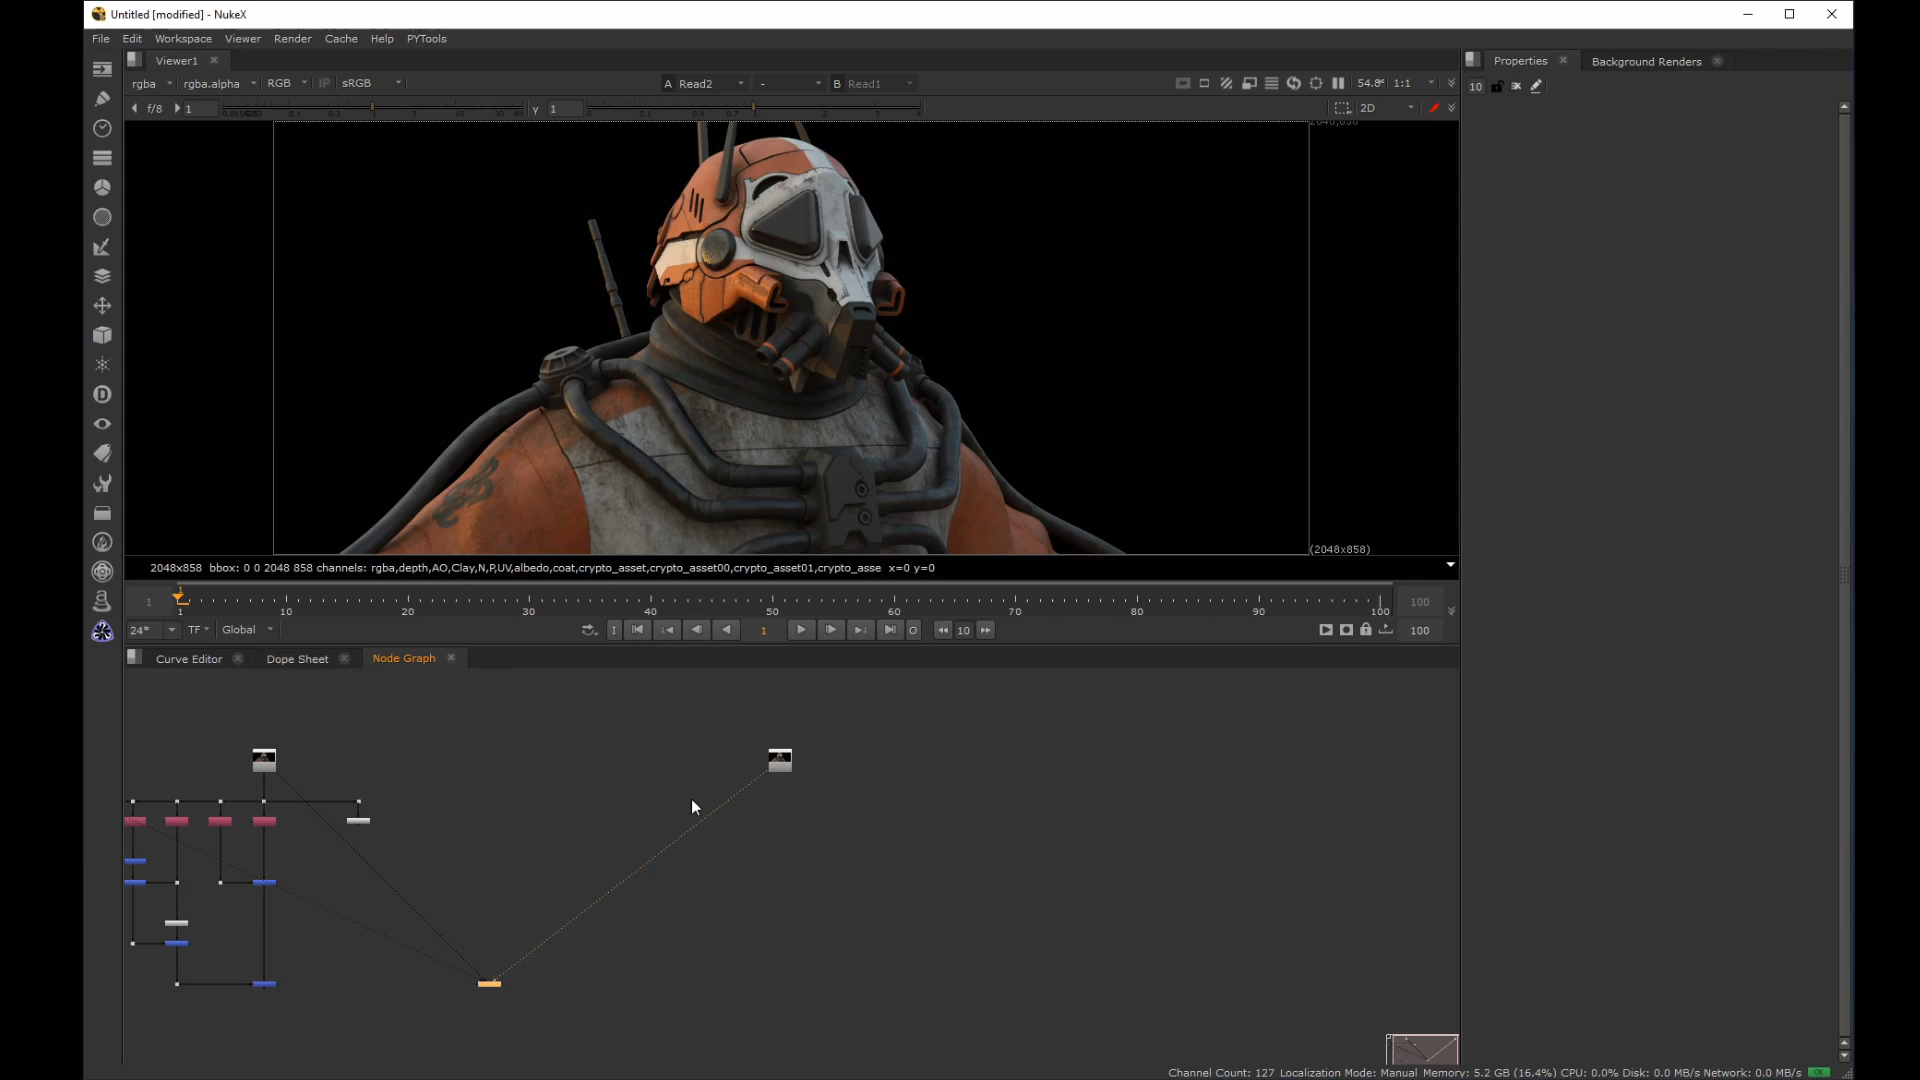 Untitled [modified] - NukeX
File Edit Workspace Viewer Render Cache Help PYTools
Viewer1
Properties
Background Renders
rgba rgba.alpha RGB IP sRGB A Read2 - B Read1 1:1
10
f/8 1 Y 1 2D
(2048x858)
2048x858 bbox: 0 0 2048 858 channels: rgba,depth,AO,Clay,N,P,UV,albedo,coat,crypto_asset,crypto_asset00,crypto_asset01,crypto_asse x=0 y=0
1 1 10 20 30 40 50 60 70 80 90 100 100
24* TF Global I 1 O 10 100
Curve Editor Dope Sheet Node Graph
Channel Count: 127 Localization Mode: Manual Memory: 5.2 GB (16.4%) CPU: 0.0% Disk: 0.0 MB/s Network: 0.0 MB/s OK